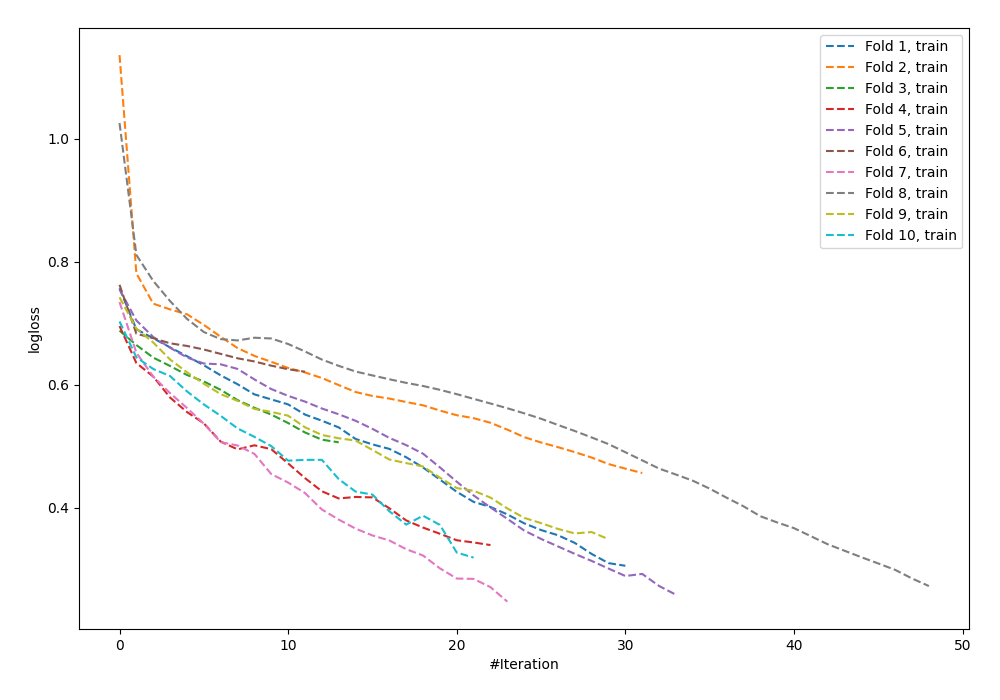 1.0
0.8
0.6
0.4
logloss
0
10
20
30
40
50
#Iteration
Fold 1, train
Fold 2, train
Fold 3, train
Fold 4, train
Fold 5, train
Fold 6, train
Fold 7, train
Fold 8, train
Fold 9, train
Fold 10, train